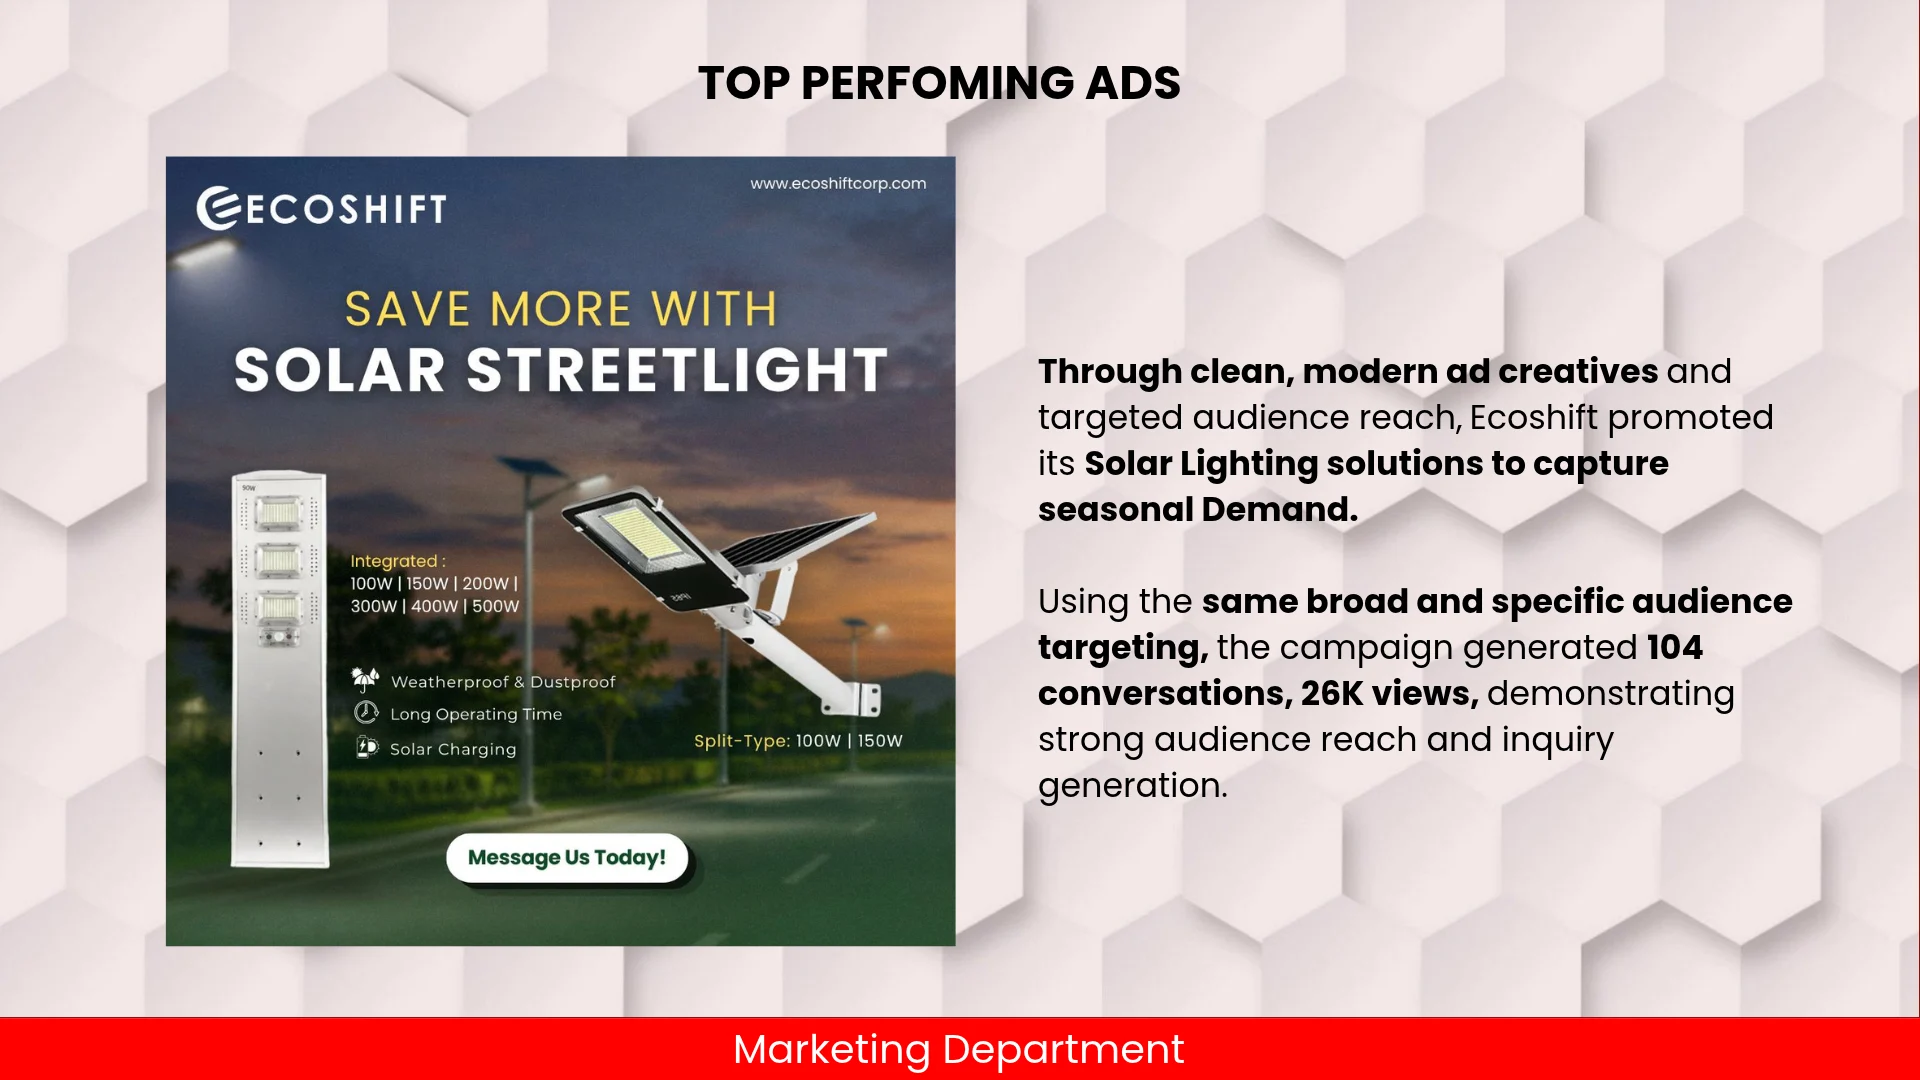 TOP PERFOMING ADS
ECOSHIFT
www.ecoshiftcorp.com
SAVE MORE WITH
SOLAR STREETLIGHT
90W
Integrated :
100W | 150W | 200W |
300W | 400W | 500W
Weatherproof & Dustproof
Long Operating Time
Solar Charging
Split-Type: 100W | 150W
Message Us Today!
Through clean, modern ad creatives and
targeted audience reach, Ecoshift promoted
its Solar Lighting solutions to capture
seasonal Demand.
Using the same broad and specific audience
targeting, the campaign generated 104
conversations, 26K views, demonstrating
strong audience reach and inquiry
generation.
Marketing Department